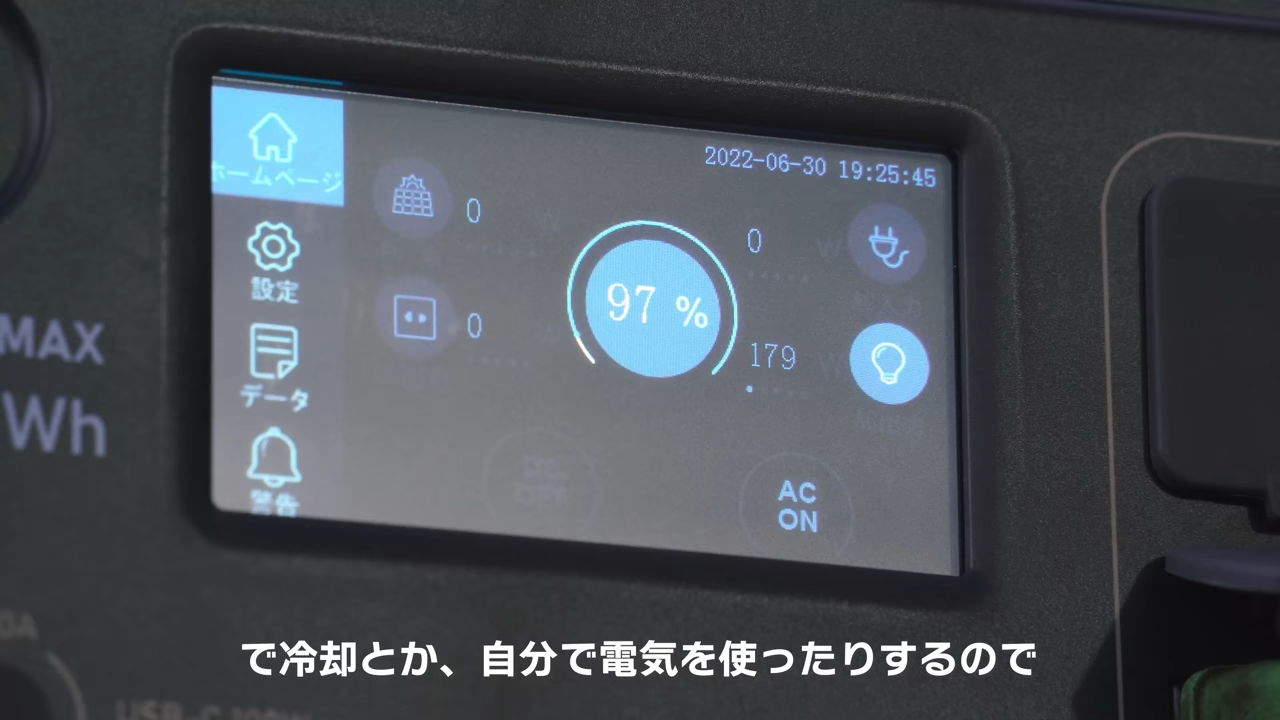 2022-06-30 19:25:45
ホームページ
設定
データ
警告
0
0
97 %
0
179
AC
ON
MAX
Wh
で冷却とか、自分で電気を使ったりするので